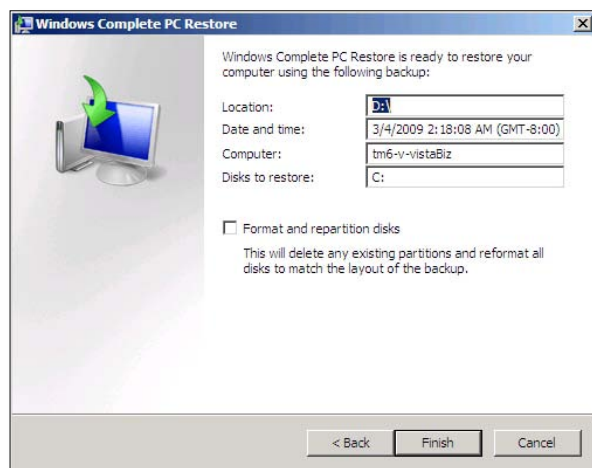 Windows Complete PC Restore
Windows Complete PC Restore is ready to restore your
computer using the following backup:
Location: D:\
Date and time: 3/4/2009 2:18:08 AM (GMT-8:00)
Computer: tm6-v-vistaBiz
Disks to restore: C:
Format and repartition disks
This will delete any existing partitions and reformat all
disks to match the layout of the backup.
< Back Finish Cancel